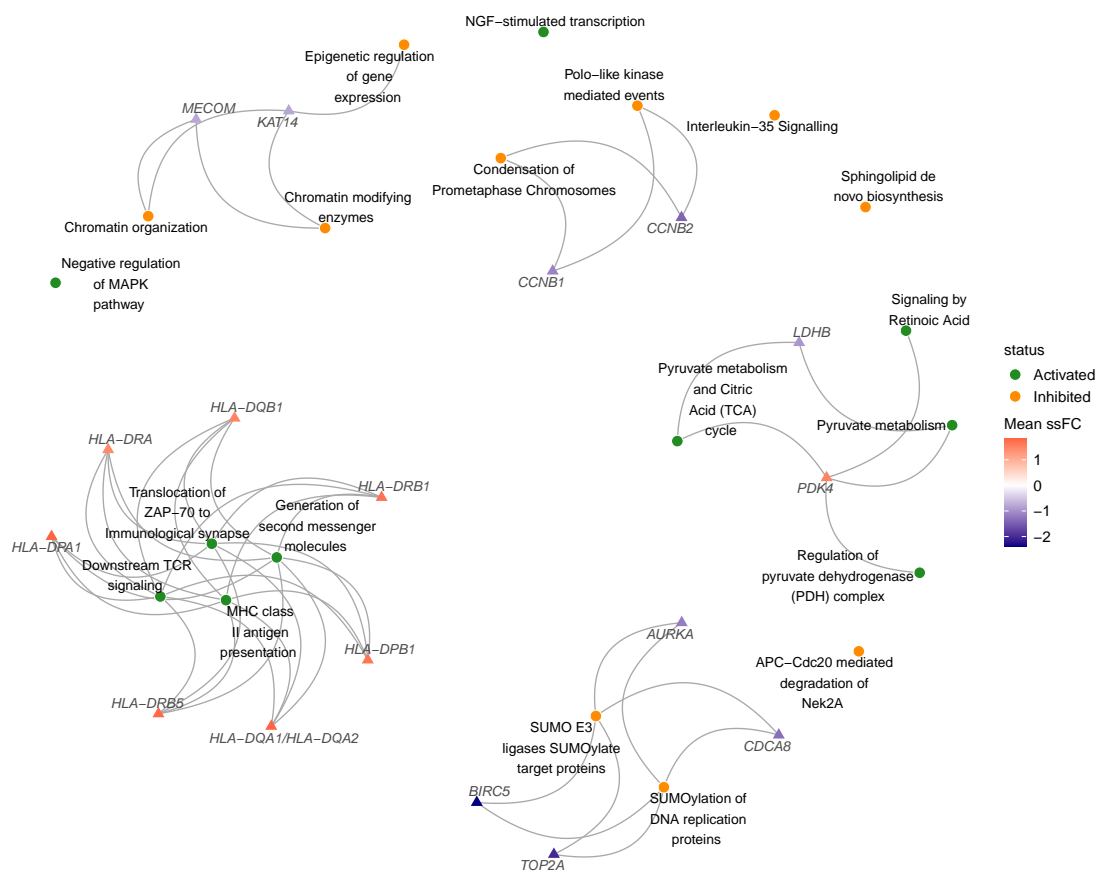 NGF−stimulated transcription
Epigenetic regulation
of gene
expression
Polo−like kinase
mediated events
MECOM
KAT14
Interleukin−35 Signalling
Condensation of
Prometaphase Chromosomes
Sphingolipid de
novo biosynthesis
Chromatin modifying
enzymes
Chromatin organization
CCNB2
Negative regulation
of MAPK
pathway
CCNB1
Signaling by
Retinoic Acid
LDHB
status
Activated
Inhibited
Pyruvate metabolism
and Citric
Acid (TCA)
cycle
Pyruvate metabolism
Mean ssFC
1
0
−1
−2
HLA−DQB1
HLA−DRA
PDK4
HLA−DRB1
Translocation of
ZAP−70 to
Immunological synapse
Generation of
second messenger
molecules
HLA−DPA1
Downstream TCR
signaling
Regulation of
pyruvate dehydrogenase
(PDH) complex
MHC class
II antigen
presentation
AURKA
HLA−DPB1
APC−Cdc20 mediated
degradation of
Nek2A
HLA−DRB5
HLA−DQA1/HLA−DQA2
SUMO E3
ligases SUMOylate
target proteins
CDCA8
BIRC5
SUMOylation of
DNA replication
proteins
TOP2A